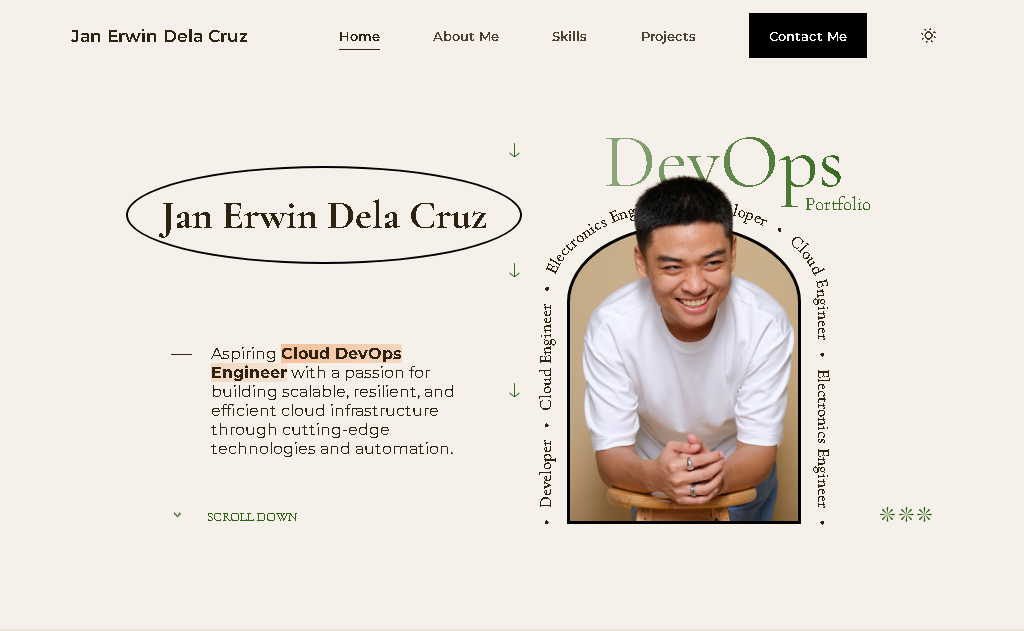 Jan Erwin Dela Cruz
Home
About Me
Skills
Projects
Contact Me
DevOps
Portfolio
Jan Erwin Dela Cruz
Aspiring Cloud DevOps
Engineer with a passion for
building scalable, resilient, and
efficient cloud infrastructure
through cutting-edge
technologies and automation.
SCROLL DOWN
• Developer • Cloud Engineer • Electronics Eng
loper • Cloud Engineer • Electronics Engineer •